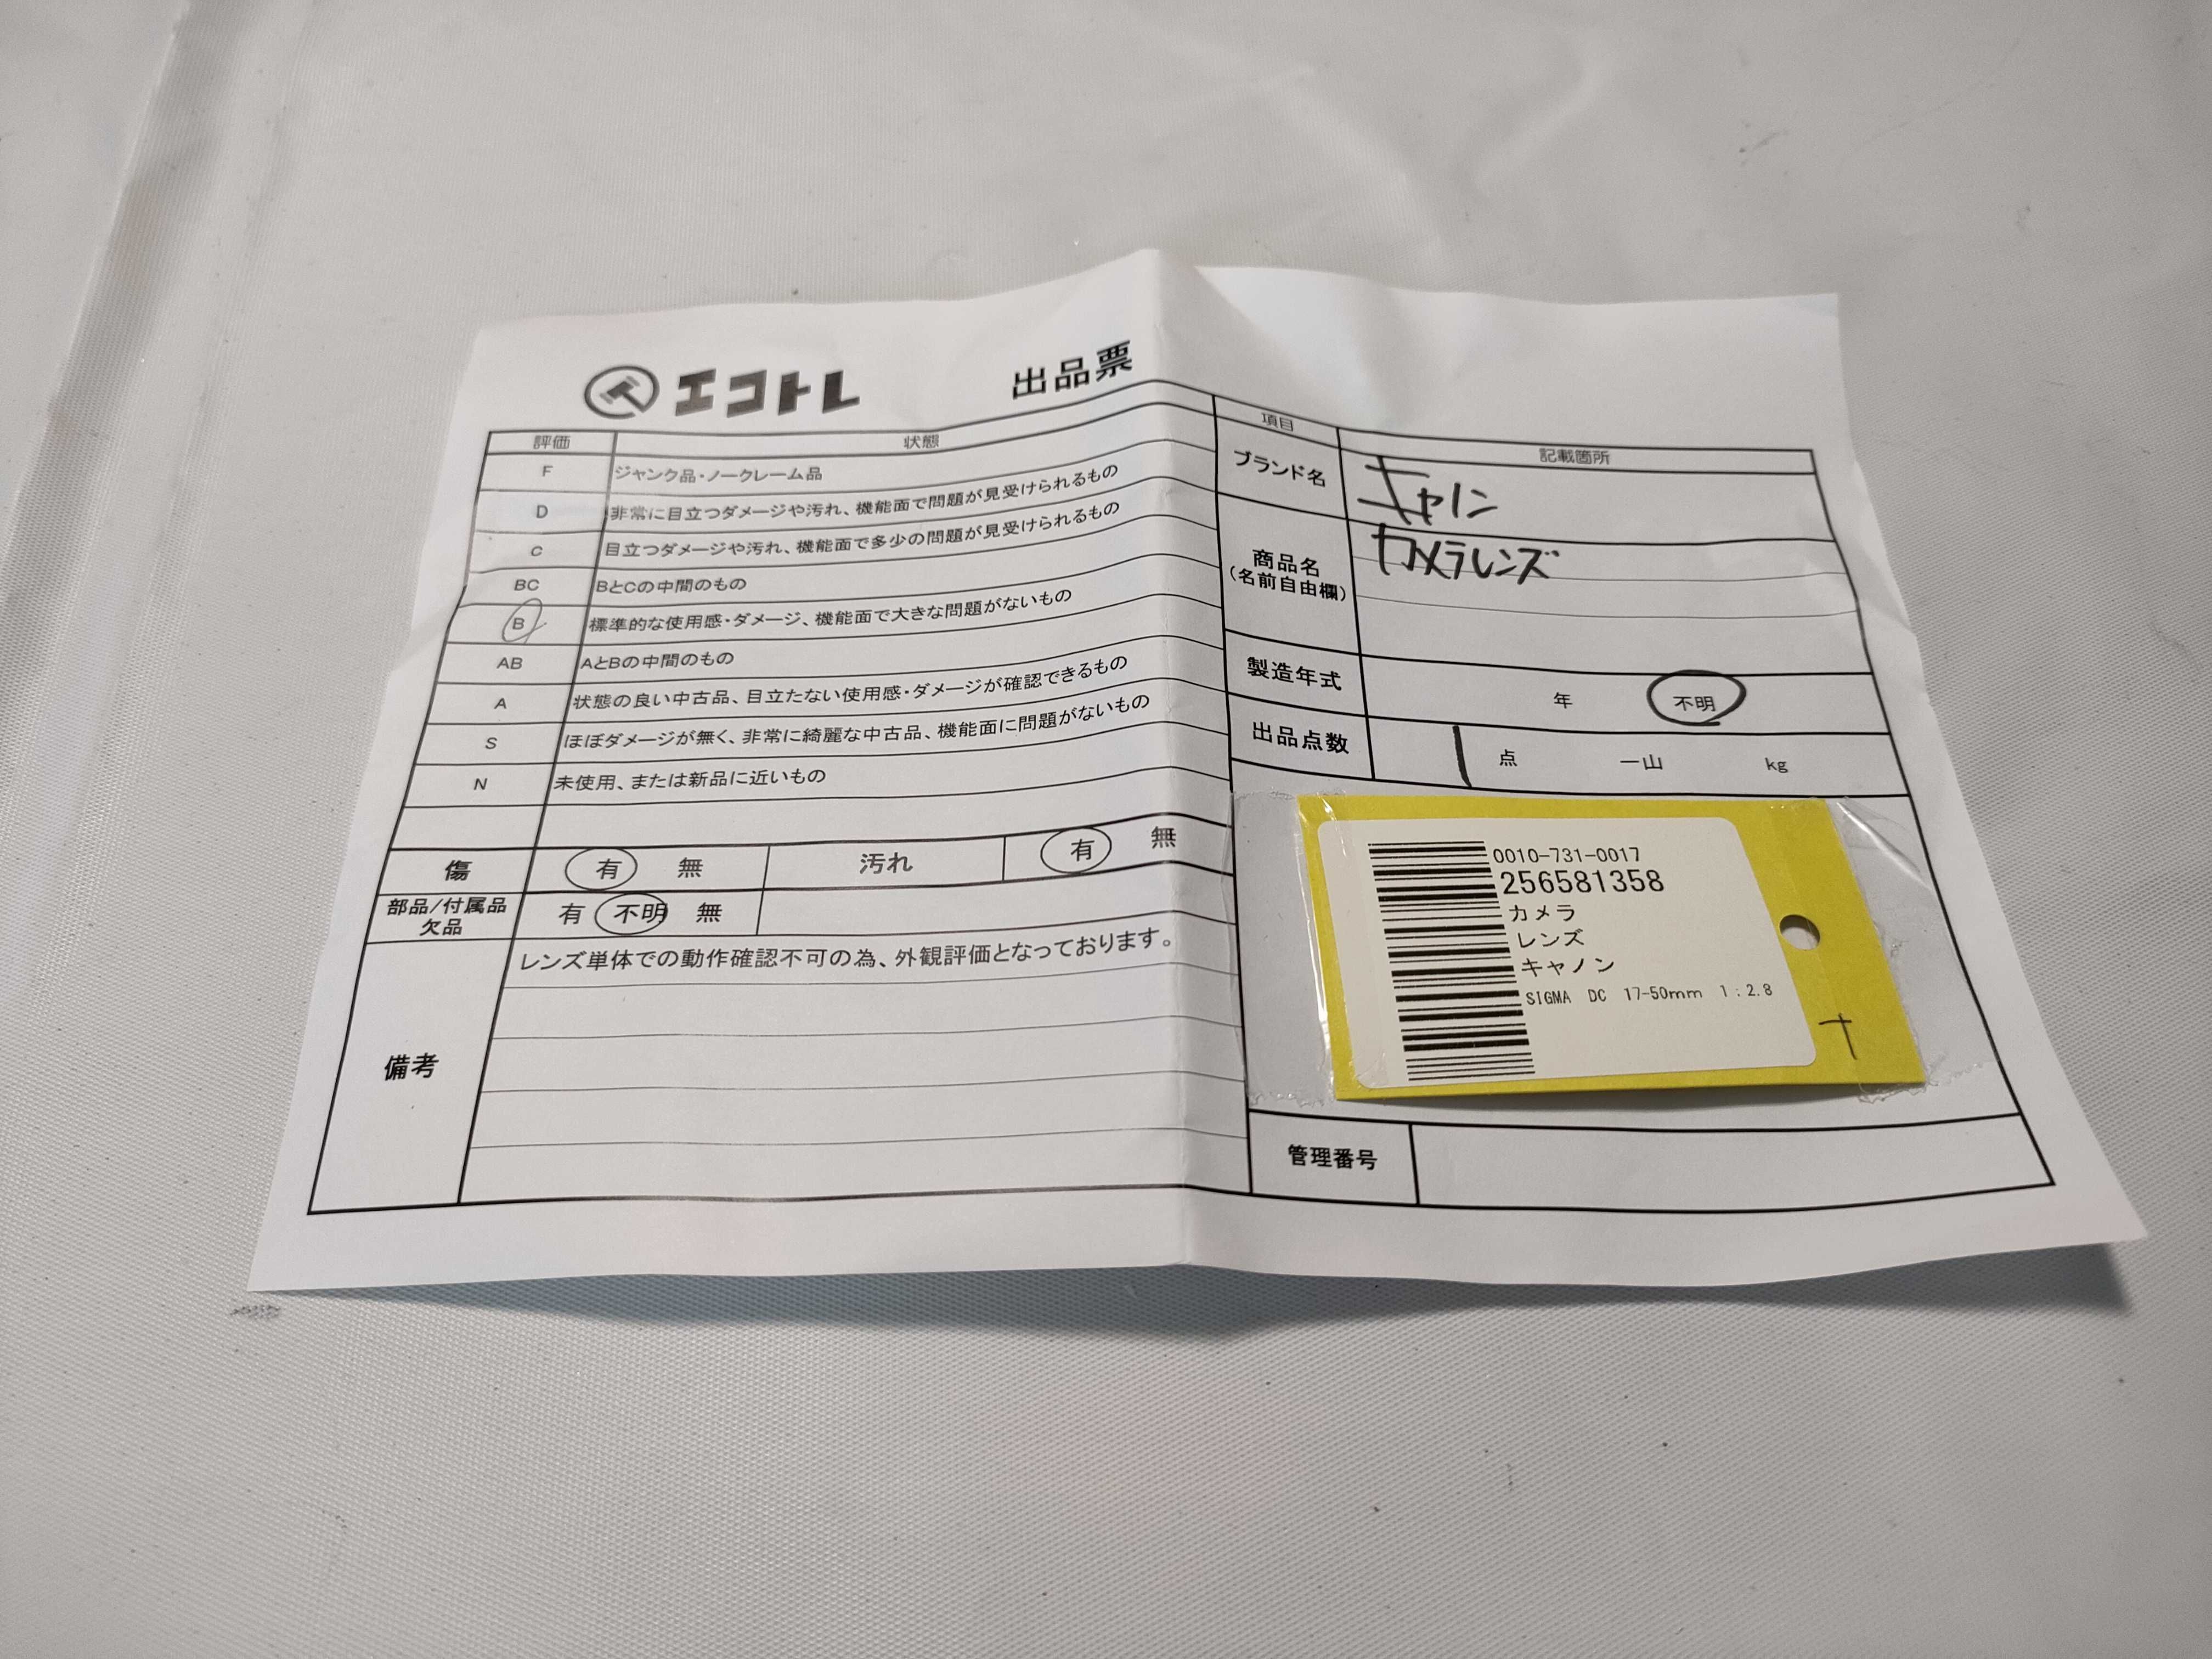 エコトレ 出品票
評価 状態
F ジャンク品・ノークレーム品
D 非常に目立つダメージや汚れ、機能面で問題が見受けられるもの
C 目立つダメージや汚れ、機能面で多少の問題が見受けられるもの
BC BとCの中間のもの
B 標準的な使用感・ダメージ、機能面で大きな問題がないもの
AB AとBの中間のもの
A 状態の良い中古品、目立たない使用感・ダメージが確認できるもの
S ほぼダメージが無く、非常に綺麗な中古品、機能面に問題がないもの
N 未使用、または新品に近いもの
傷 有 無 汚れ 有 無
部品/付属品
欠品 有 不明 無
備考 レンズ単体での動作確認不可の為、外観評価となっております。
項目 記載箇所
ブランド名 キャノン
商品名
(名前自由欄) カメラレンズ
製造年式 年 不明
出品点数 1 点 一山 kg
0010-731-0017
256581358
カメラ
レンズ
キャノン
SIGMA DC 17-50mm 1:2.8
管理番号